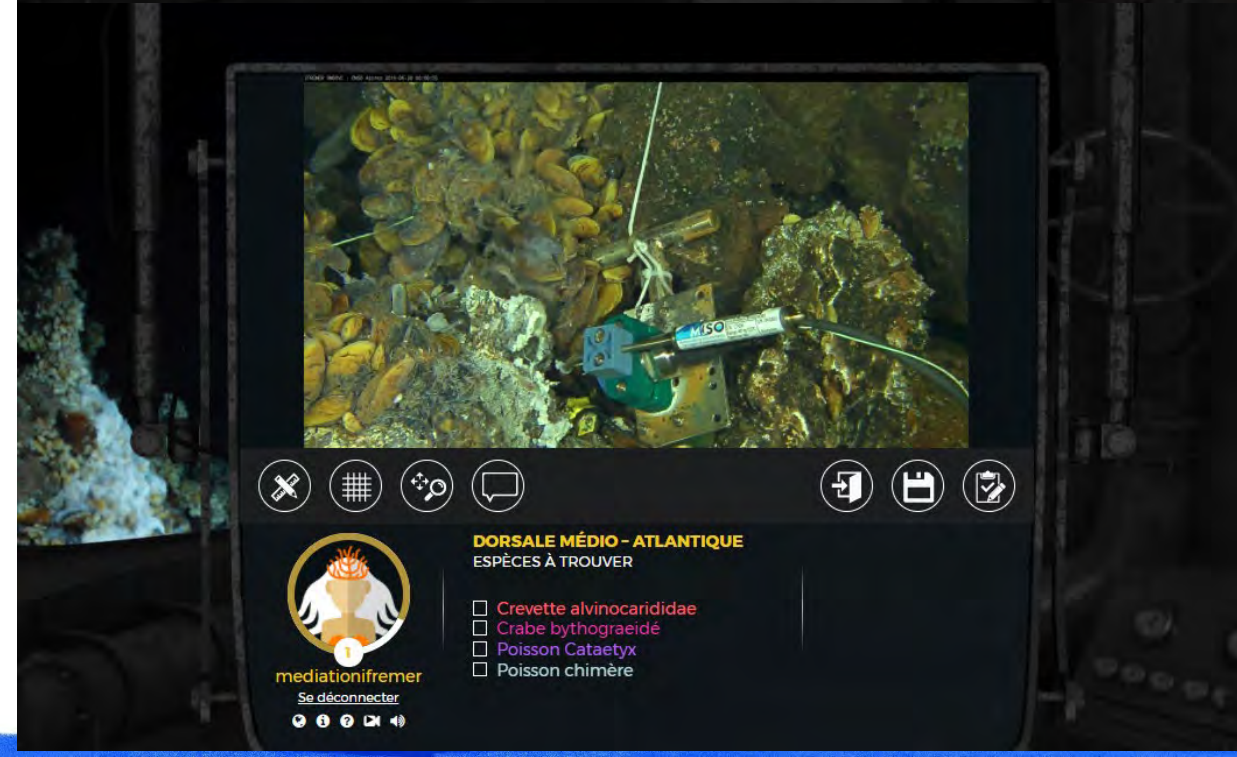 MISO
DORSALE MÉDIO – ATLANTIQUE
ESPÈCES À TROUVER
Crevette alvinocarididae
Crabe bythograeidé
Poisson Cataetyx
Poisson chimère
1
mediationifremer
Se déconnecter